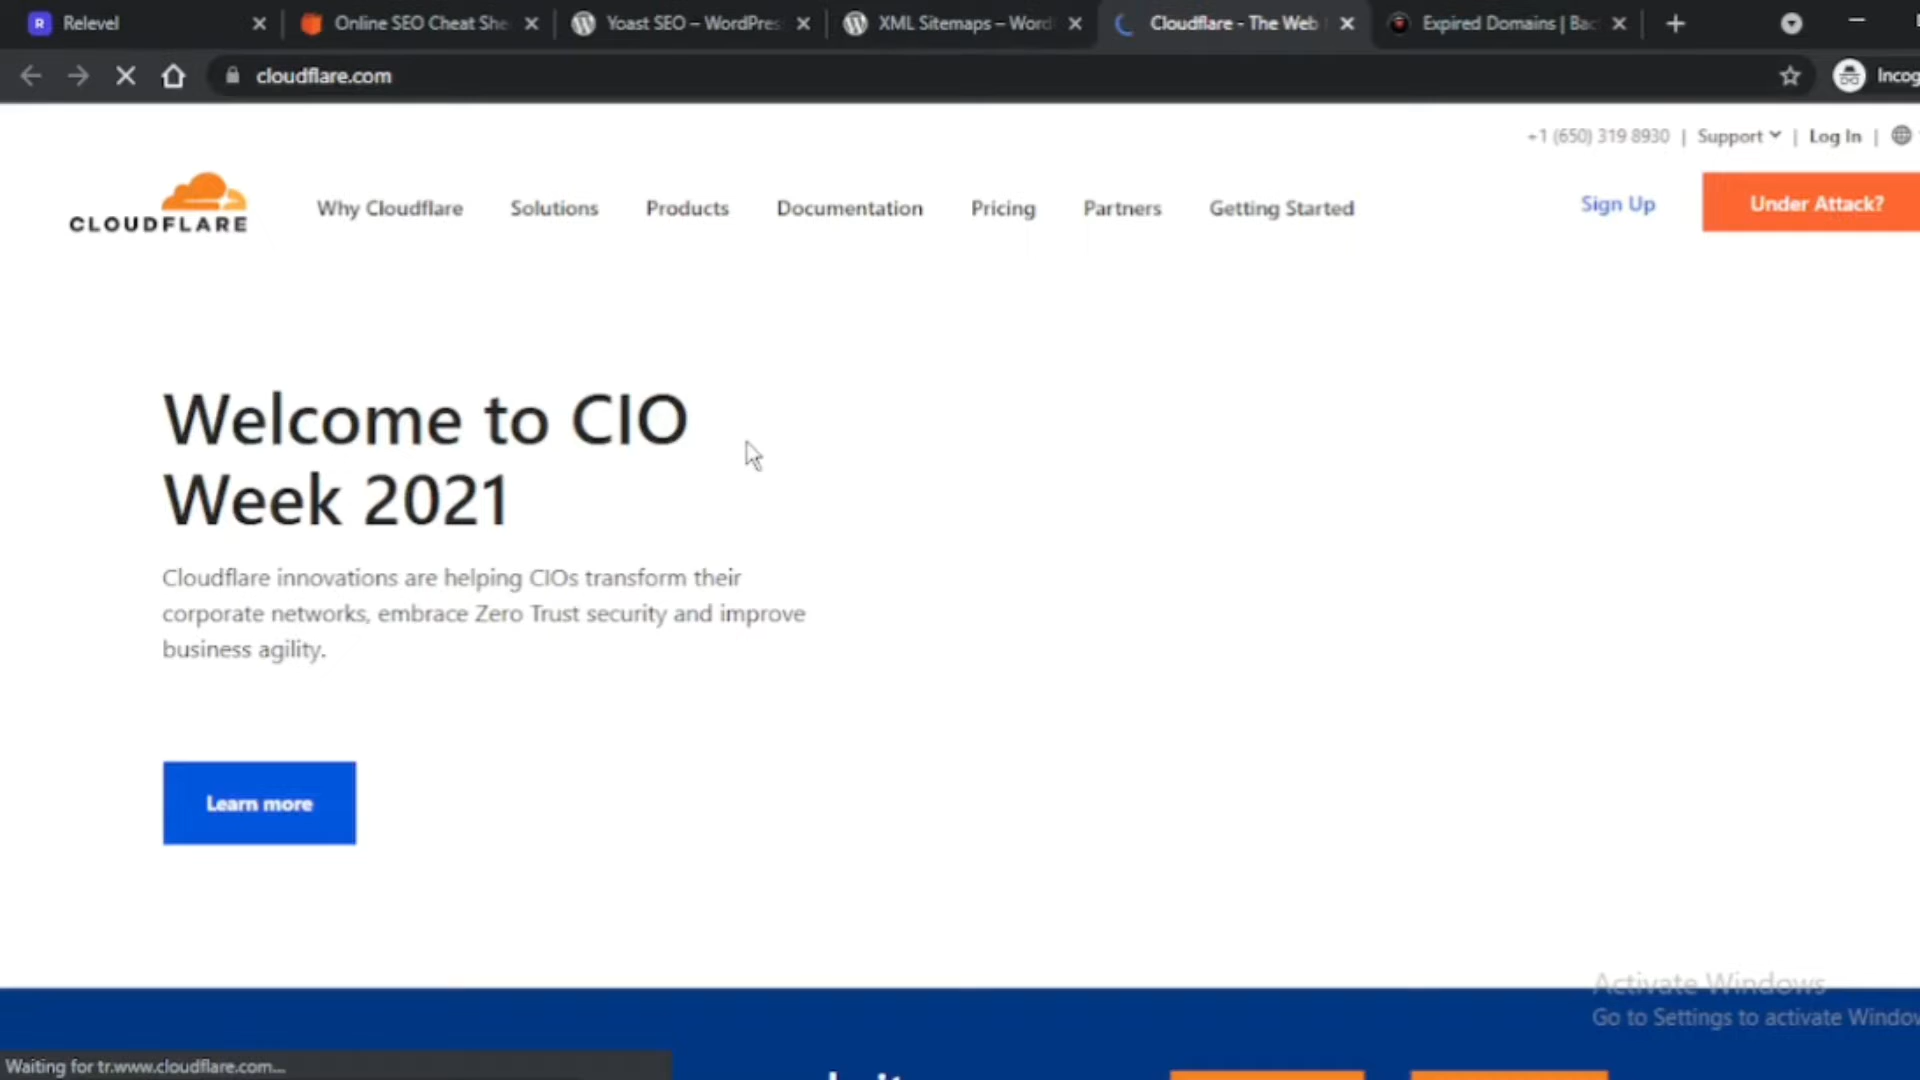 Relevel
Online SEO Cheat She
Yoast SEO – WordPres
XML Sitemaps – Word
Cloudflare - The Web
Expired Domains | Bac
cloudflare.com
Incog
+1 (650) 319 8930 | Support | Log In |
CLOUDFLARE
Why Cloudflare
Solutions
Products
Documentation
Pricing
Partners
Getting Started
Sign Up
Under Attack?
Welcome to CIO
Week 2021
Cloudflare innovations are helping CIOs transform their
corporate networks, embrace Zero Trust security and improve
business agility.
Learn more
Activate Windows
Go to Settings to activate Window
Waiting for tr.www.cloudflare.com...